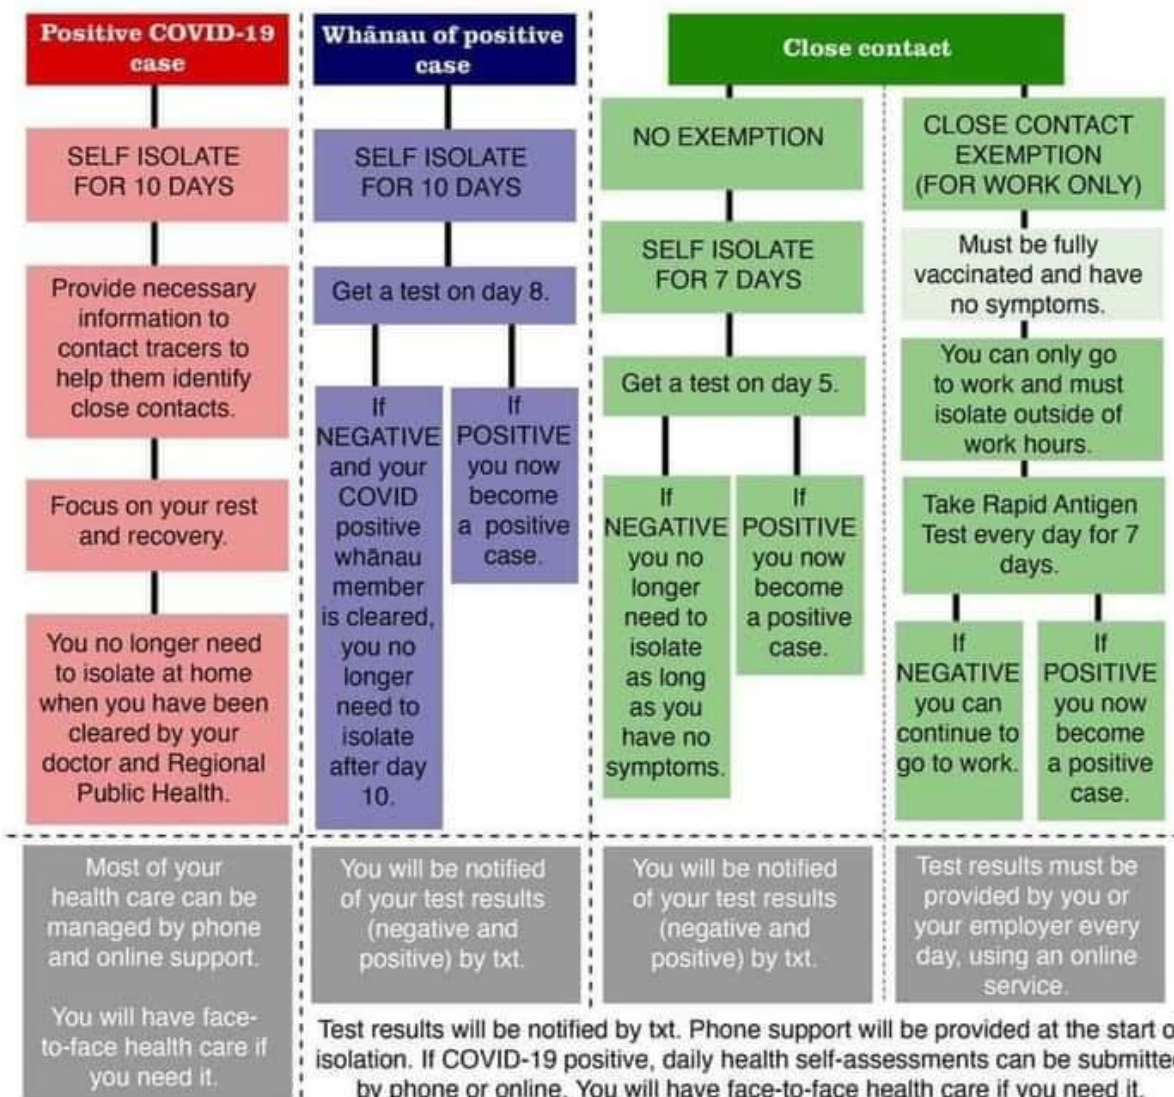 Positive COVID-19
case
SELF ISOLATE
FOR 10 DAYS
Provide necessary
information to
contact tracers to
help them identify
close contacts.
Focus on your rest
and recovery.
You no longer need
to isolate at home
when you have been
cleared by your
doctor and Regional
Public Health.
Most of your
health care can be
managed by phone
and online support.
You will have face-
to-face health care if
you need it.
Whānau of positive
case
SELF ISOLATE
FOR 10 DAYS
Get a test on day 8.
If
NEGATIVE
and your
COVID
positive
whānau
member
is cleared,
you no
longer
need to
isolate
after day
10.
If
POSITIVE
you now
become
a positive
case.
You will be notified
of your test results
(negative and
positive) by txt.
Close contact
NO EXEMPTION
SELF ISOLATE
FOR 7 DAYS
Get a test on day 5.
If
NEGATIVE
you no
longer
need to
isolate
as long
as you
have no
symptoms.
If
POSITIVE
you now
become
a positive
case.
You will be notified
of your test results
(negative and
positive) by txt.
CLOSE CONTACT
EXEMPTION
(FOR WORK ONLY)
Must be fully
vaccinated and have
no symptoms.
You can only go
to work and must
isolate outside of
work hours.
Take Rapid Antigen
Test every day for 7
days.
If
NEGATIVE
you can
continue to
go to work.
If
POSITIVE
you now
become
a positive
case.
Test results must be
provided by you or
your employer every
day, using an online
service.
Test results will be notified by txt. Phone support will be provided at the start o
isolation. If COVID-19 positive, daily health self-assessments can be submitte
by phone or online. You will have face-to-face health care if you need it.